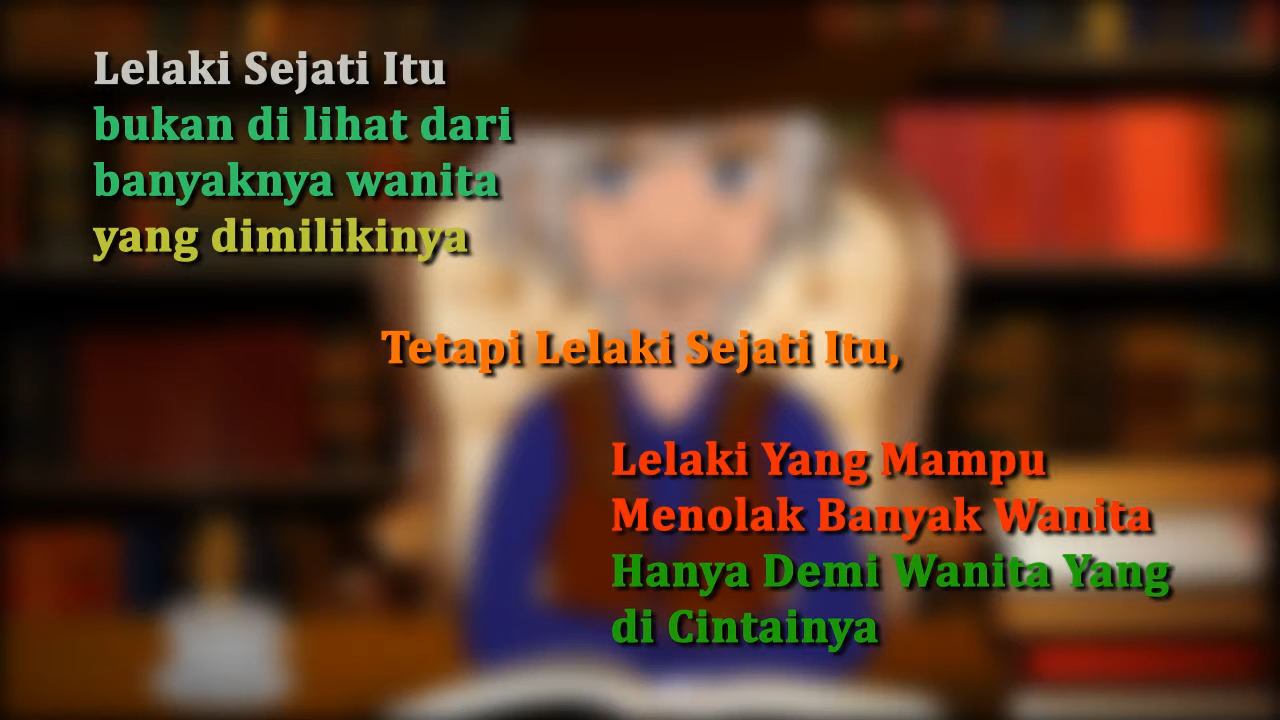 Lelaki Sejati Itu
bukan di lihat dari
banyaknya wanita
yang dimilikinya
Tetapi Lelaki Sejati Itu,
Lelaki Yang Mampu
Menolak Banyak Wanita
Hanya Demi Wanita Yang
di Cintainya